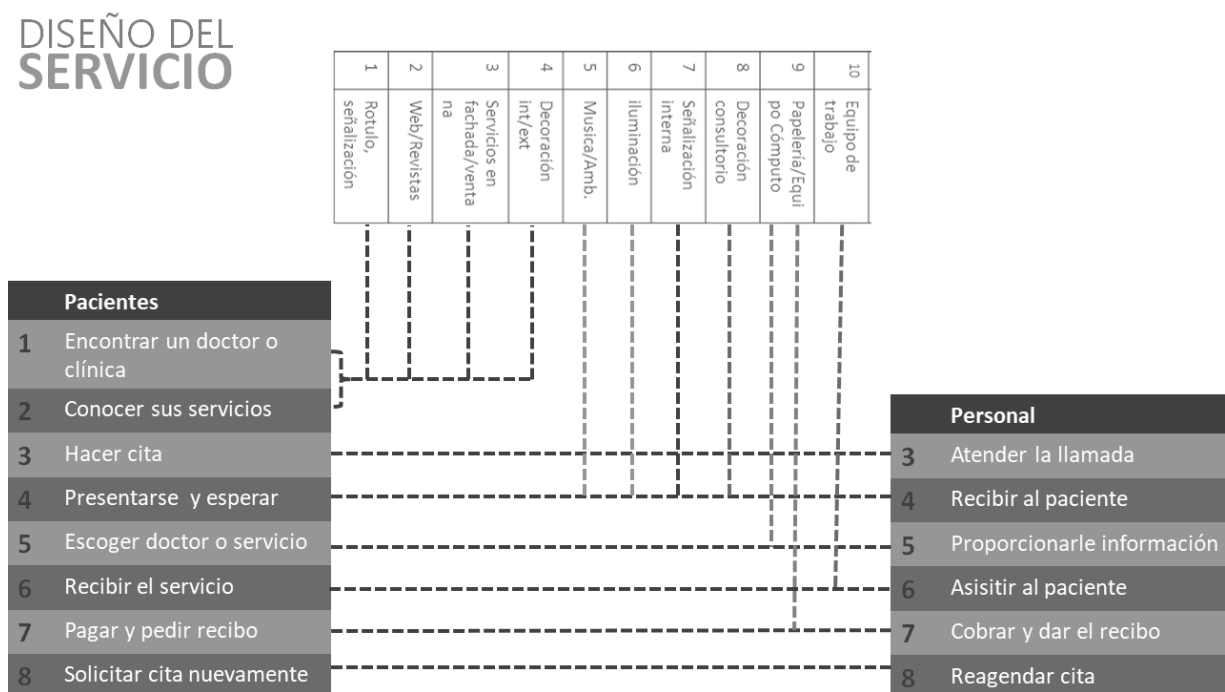 DISEÑO DEL
SERVICIO
1
Rotulo,
señalización
2
Web/Revistas
3
Servicios en
fachada/venta
na
4
Decoración
int/ext
5
Musica/Amb.
6
iluminación
7
Señalización
interna
8
Decoración
consultorio
9
Papelería/Equi
po Cómputo
10
Equipo de
trabajo
Pacientes
1 Encontrar un doctor o
clínica
2 Conocer sus servicios
3 Hacer cita
4 Presentarse y esperar
5 Escoger doctor o servicio
6 Recibir el servicio
7 Pagar y pedir recibo
8 Solicitar cita nuevamente
Personal
3 Atender la llamada
4 Recibir al paciente
5 Proporcionarle información
6 Asisitir al paciente
7 Cobrar y dar el recibo
8 Reagendar cita